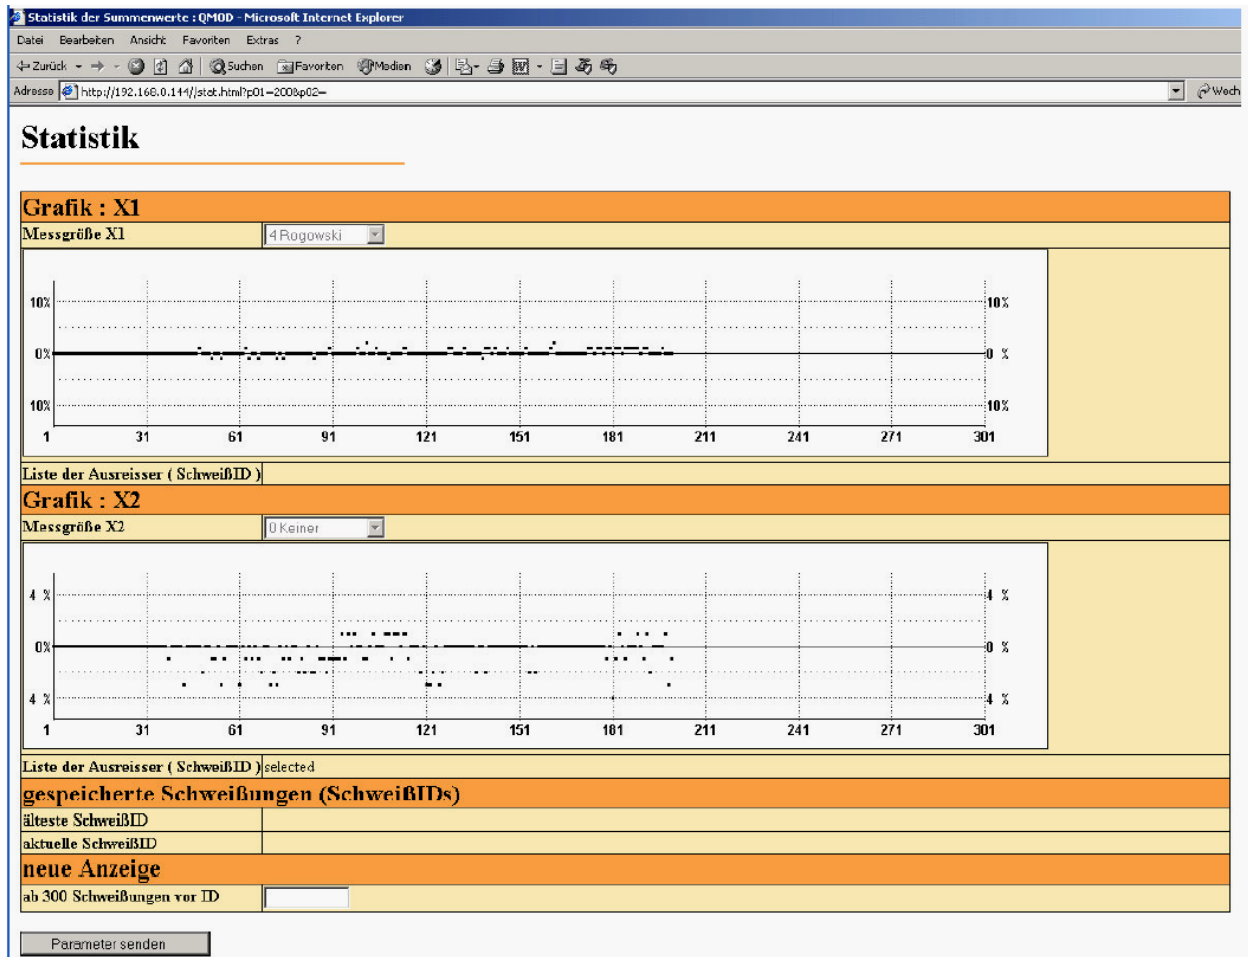 Statistik der Summenwerte : QMOD - Microsoft Internet Explorer
Datei Bearbeiten Ansicht Favoriten Extras ?
Zurück Suchen Favoriten Medien
Adresse http://192.168.0.144//stat.html?p01=200&p02= Wech
Statistik
Grafik : X1
Messgröße X1 4 Rogowski
10% 10%
0% 0 %
10% 10%
1 31 61 91 121 151 181 211 241 271 301
Liste der Ausreisser ( SchweißID )
Grafik : X2
Messgröße X2 0 Keiner
4 % 4 %
0% 0 %
4 % 4 %
1 31 61 91 121 151 181 211 241 271 301
Liste der Ausreisser ( SchweißID ) selected
gespeicherte Schweißungen (SchweißIDs)
älteste SchweißID
aktuelle SchweißID
neue Anzeige
ab 300 Schweißungen vor ID
Parameter senden